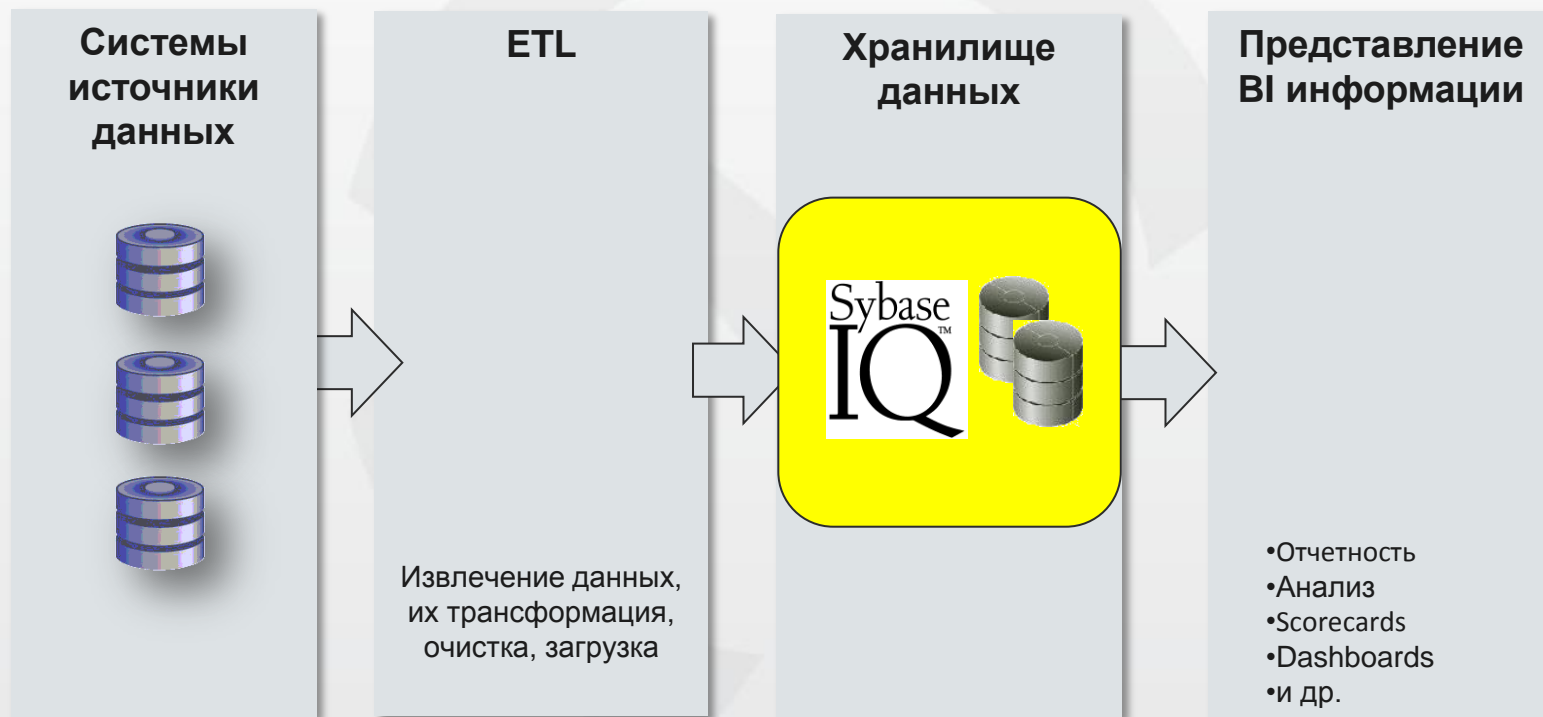 Системы
источники
данных
ETL
Извлечение данных,
их трансформация,
очистка, загрузка
Хранилище
данных
Sybase
IQ™
Представление
BI информации
•Отчетность
•Анализ
•Scorecards
•Dashboards
•и др.